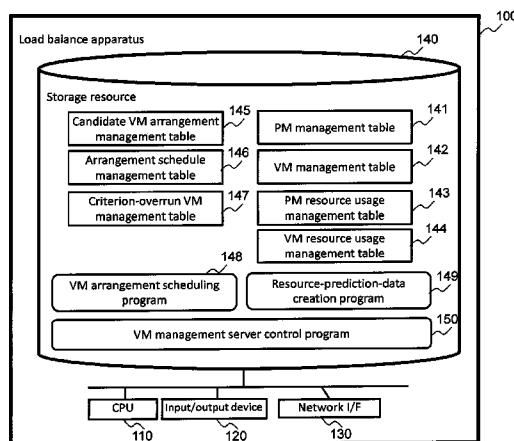 100
Load balance apparatus
140
Storage resource
145
Candidate VM arrangement
management table
141
PM management table
146
Arrangement schedule
management table
142
VM management table
147
Criterion-overrun VM
management table
143
PM resource usage
management table
144
VM resource usage
management table
148
VM arrangement scheduling
program
149
Resource-prediction-data
creation program
150
VM management server control program
CPU
Input/output device
Network I/F
110
120
130